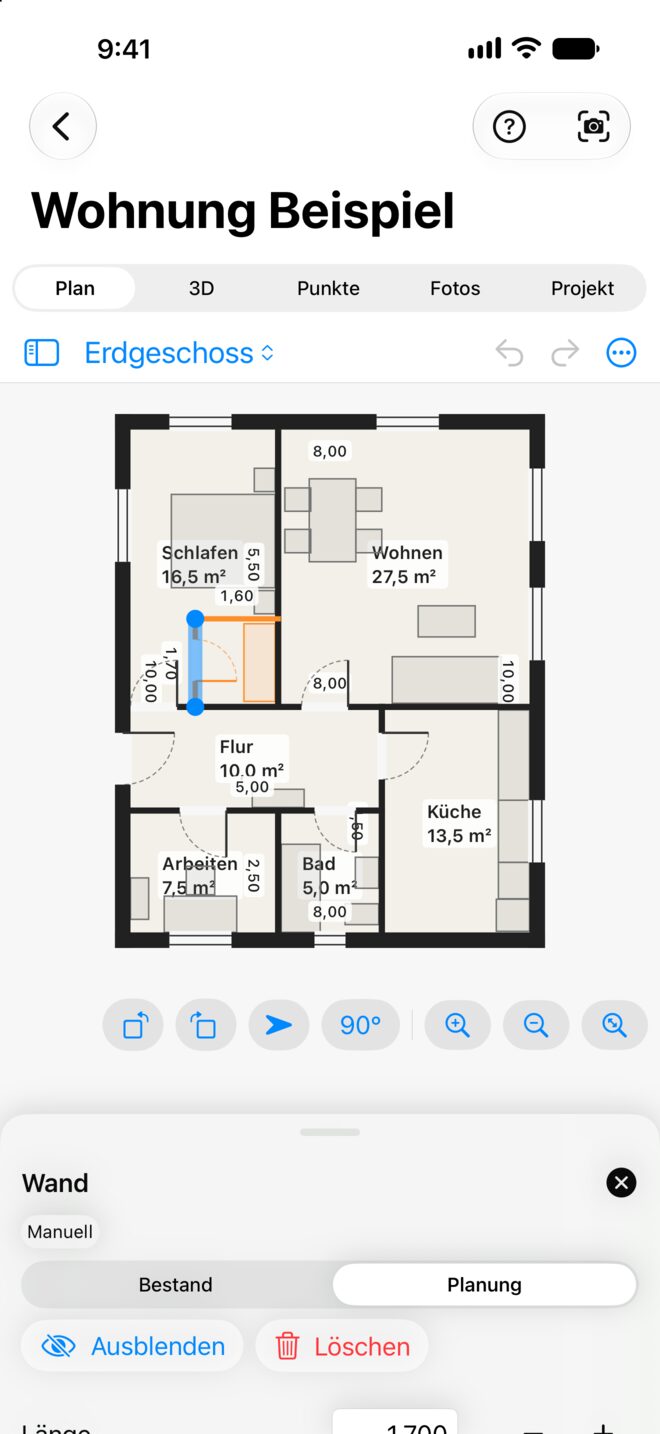 9:41
Wohnung Beispiel
Plan
3D
Punkte
Fotos
Projekt
Erdgeschoss
8,00
Schlafen
16,5 m²
5,50
Wohnen
27,5 m²
1,60
1,70
10,00
8,00
10,00
Flur
10,0 m²
5,00
Küche
13,5 m²
Arbeiten
7,5 m²
2,50
Bad
5,0 m²
8,00
90°
Wand
Manuell
Bestand
Planung
Ausblenden
Löschen
Länge
1.700